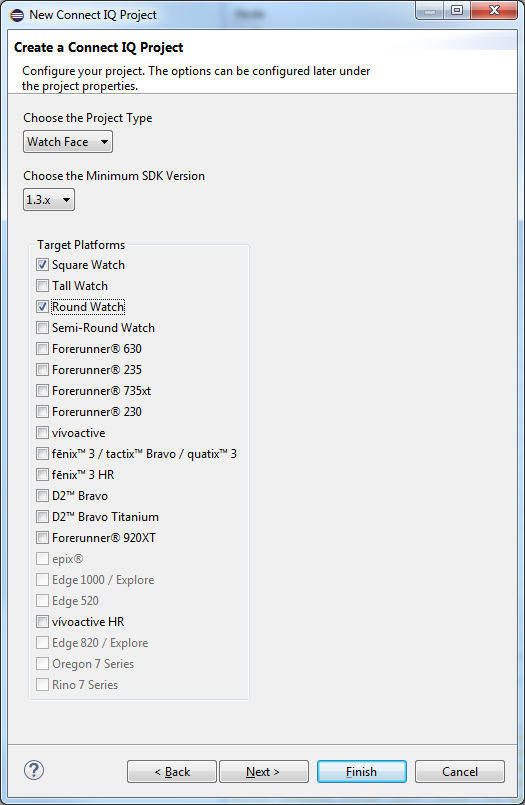 New Connect IQ Project
Create a Connect IQ Project
Configure your project. The options can be configured later under
the project properties.
Choose the Project Type
Watch Face
Choose the Minimum SDK Version
1.3.x
Target Platforms
Square Watch
Tall Watch
Round Watch
Semi-Round Watch
Forerunner® 630
Forerunner® 235
Forerunner® 735xt
Forerunner® 230
vívoactive
fēnix™ 3 / tactix™ Bravo / quatix™ 3
fēnix™ 3 HR
D2™ Bravo
D2™ Bravo Titanium
Forerunner® 920XT
epix®
Edge 1000 / Explore
Edge 520
vívoactive HR
Edge 820 / Explore
Oregon 7 Series
Rino 7 Series
? < Back Next > Finish Cancel